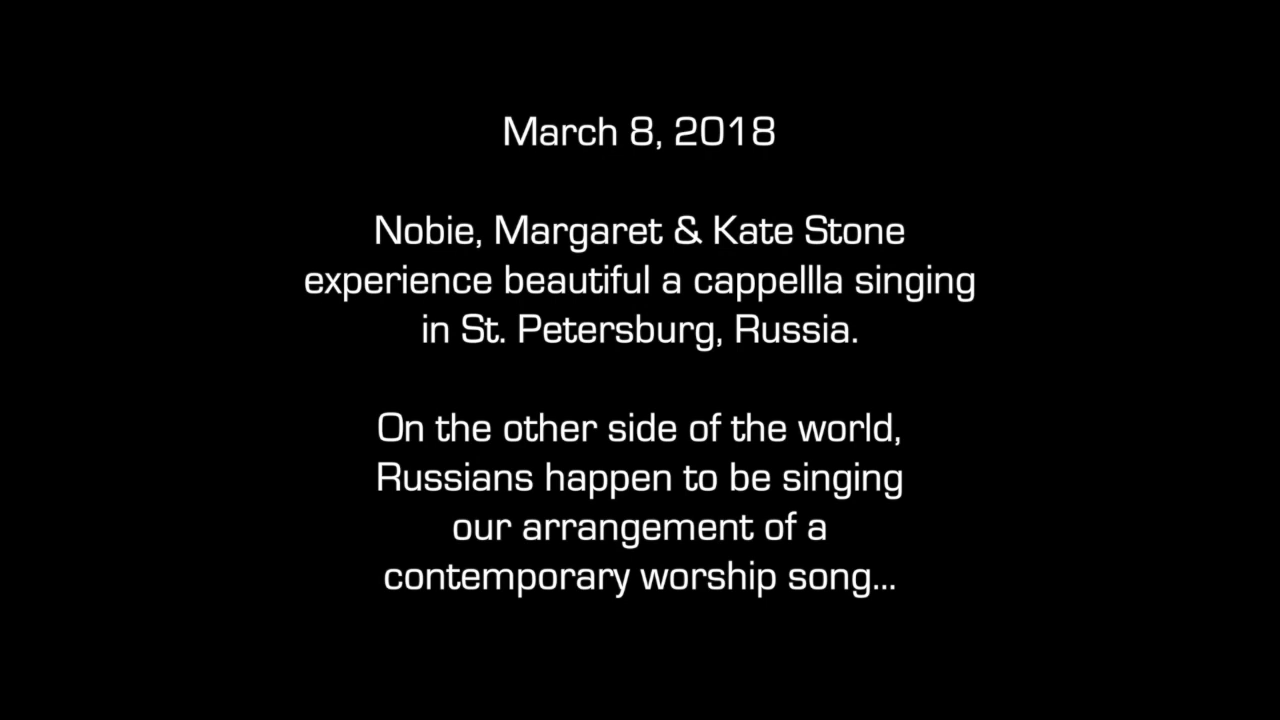 March 8, 2018
Nobie, Margaret & Kate Stone
experience beautiful a cappellla singing
in St. Petersburg, Russia.
On the other side of the world,
Russians happen to be singing
our arrangement of a
contemporary worship song...